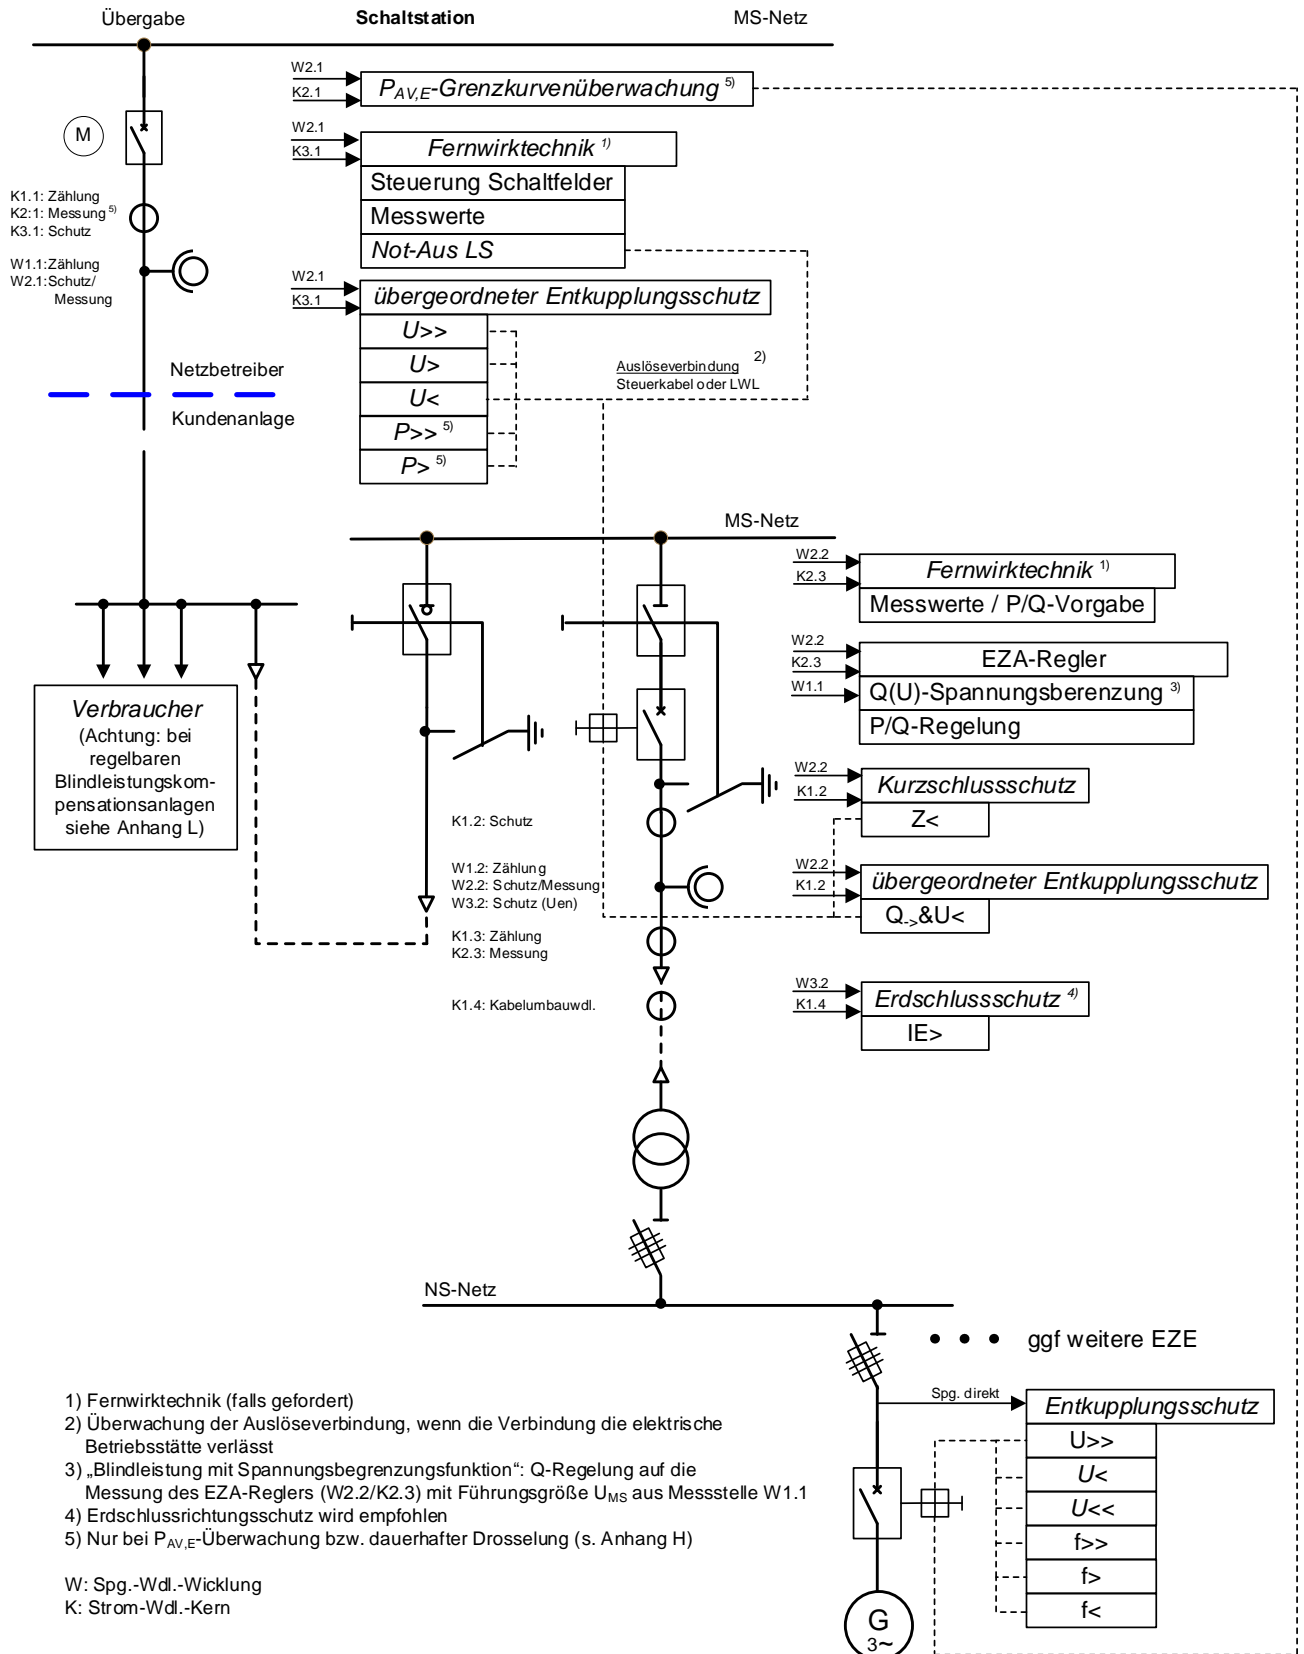 Übergabe
Schaltstation
MS-Netz
W2.1
K2.1
P_AV,E-Grenzkurvenüberwachung 5)
M
W2.1
K3.1
Fernwirktechnik 1)
Steuerung Schaltfelder
Messwerte
Not-Aus LS
K1.1: Zählung
K2:1: Messung 5)
K3.1: Schutz
W1.1:Zählung
W2.1:Schutz/
Messung
W2.1
K3.1
übergeordneter Entkupplungsschutz
U>>
U>
U<
P>> 5)
P> 5)
Auslöseverbindung 2)
Steuerkabel oder LWL
Netzbetreiber
Kundenanlage
MS-Netz
W2.2
K2.3
Fernwirktechnik 1)
Messwerte / P/Q-Vorgabe
W2.2
K2.3
W1.1
EZA-Regler
Q(U)-Spannungsberenzung 3)
P/Q-Regelung
Verbraucher
(Achtung: bei
regelbaren
Blindleistungskom-
pensationsanlagen
siehe Anhang L)
W2.2
K1.2
Kurzschlussschutz
Z<
K1.2: Schutz
W1.2: Zählung
W2.2: Schutz/Messung
W3.2: Schutz (Uen)
W2.2
K1.2
übergeordneter Entkupplungsschutz
Q->&U<
K1.3: Zählung
K2.3: Messung
K1.4: Kabelumbauwdl.
W3.2
K1.4
Erdschlussschutz 4)
IE>
NS-Netz
ggf weitere EZE
Spg. direkt
Entkupplungsschutz
U>>
U<
U<<
f>>
f>
f<
G
3~
1) Fernwirktechnik (falls gefordert)
2) Überwachung der Auslöseverbindung, wenn die Verbindung die elektrische
Betriebsstätte verlässt
3) „Blindleistung mit Spannungsbegrenzungsfunktion“: Q-Regelung auf die
Messung des EZA-Reglers (W2.2/K2.3) mit Führungsgröße U_MS aus Messstelle W1.1
4) Erdschlussrichtungsschutz wird empfohlen
5) Nur bei P_AV,E-Überwachung bzw. dauerhafter Drosselung (s. Anhang H)
W: Spg.-Wdl.-Wicklung
K: Strom-Wdl.-Kern